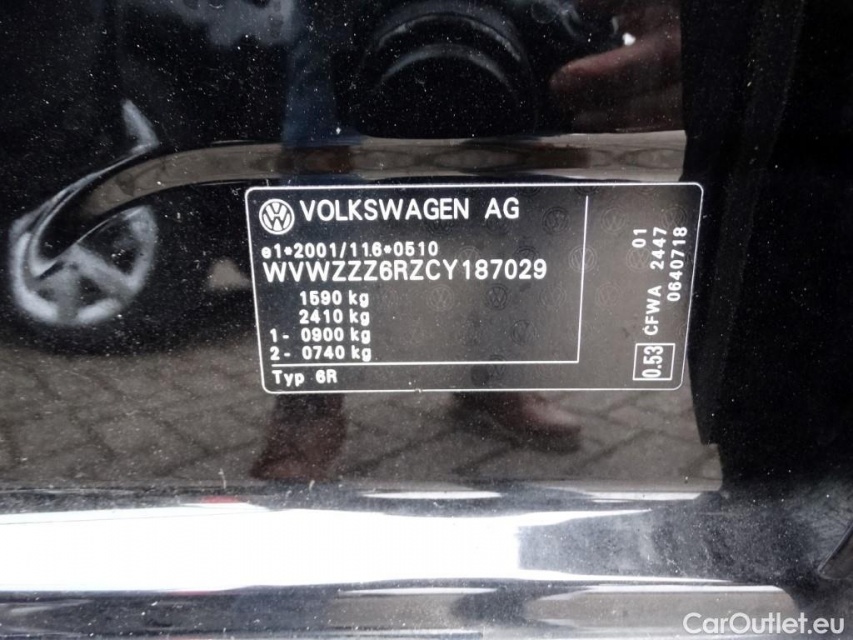 VOLKSWAGEN AG
e1*2001/116*0510
WVWZZZ6RZCY187029
1590 kg
2410 kg
1- 0900 kg
2- 0740 kg
Typ 6R
01
CFWA 2447
0640718
0.53
CarOutlet.eu